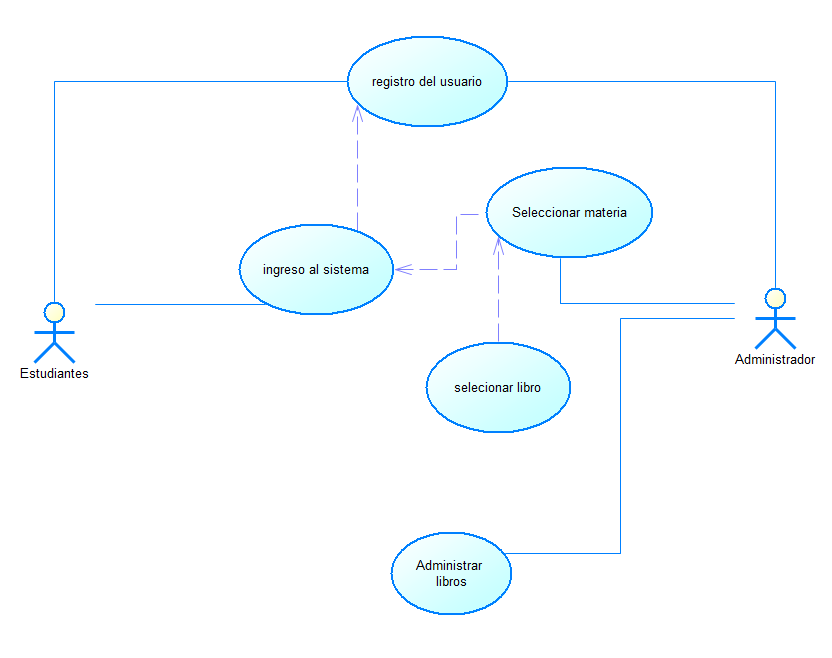 registro del usuario
Seleccionar materia
ingreso al sistema
Estudiantes
Administrador
selecionar libro
Administrar
libros